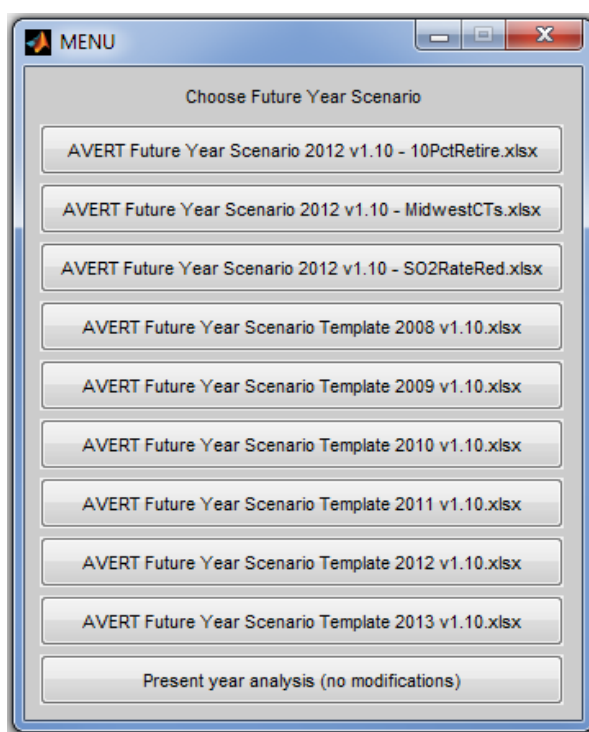 MENU
Choose Future Year Scenario
AVERT Future Year Scenario 2012 v1.10 - 10PctRetire.xlsx
AVERT Future Year Scenario 2012 v1.10 - MidwestCTs.xlsx
AVERT Future Year Scenario 2012 v1.10 - SO2RateRed.xlsx
AVERT Future Year Scenario Template 2008 v1.10.xlsx
AVERT Future Year Scenario Template 2009 v1.10.xlsx
AVERT Future Year Scenario Template 2010 v1.10.xlsx
AVERT Future Year Scenario Template 2011 v1.10.xlsx
AVERT Future Year Scenario Template 2012 v1.10.xlsx
AVERT Future Year Scenario Template 2013 v1.10.xlsx
Present year analysis (no modifications)